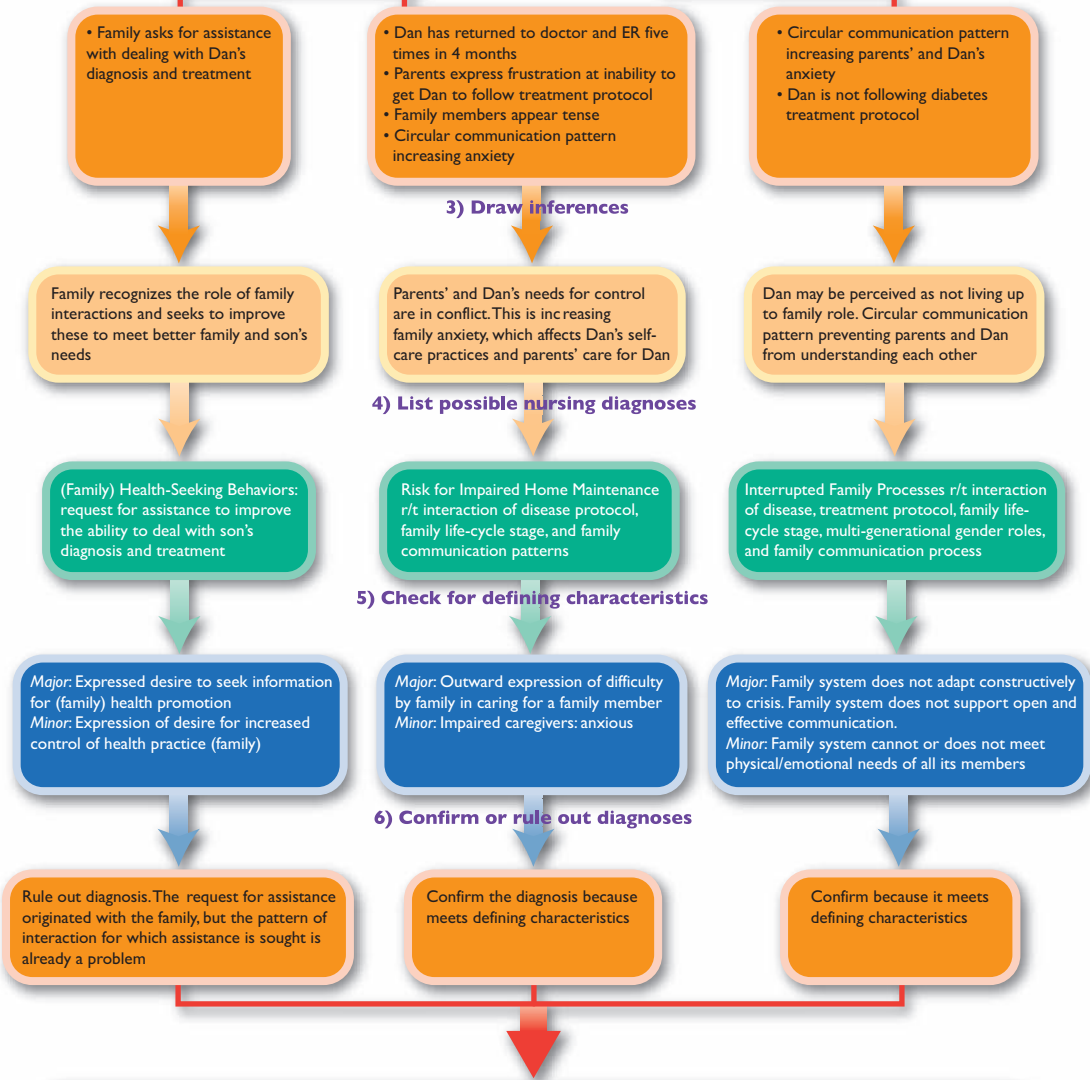 • Family asks for assistance
with dealing with Dan's
diagnosis and treatment
• Dan has returned to doctor and ER five
times in 4 months
• Parents express frustration at inability to
get Dan to follow treatment protocol
• Family members appear tense
• Circular communication pattern
increasing anxiety
• Circular communication pattern
increasing parents' and Dan's
anxiety
• Dan is not following diabetes
treatment protocol
3) Draw inferences
Family recognizes the role of family
interactions and seeks to improve
these to meet better family and son's
needs
Parents' and Dan's needs for control
are in conflict. This is increasing
family anxiety, which affects Dan's self-
care practices and parents' care for Dan
Dan may be perceived as not living up
to family role. Circular communication
pattern preventing parents and Dan
from understanding each other
4) List possible nursing diagnoses
(Family) Health-Seeking Behaviors:
request for assistance to improve
the ability to deal with son's
diagnosis and treatment
Risk for Impaired Home Maintenance
r/t interaction of disease protocol,
family life-cycle stage, and family
communication patterns
Interrupted Family Processes r/t interaction
of disease, treatment protocol, family life-
cycle stage, multi-generational gender roles,
and family communication process
5) Check for defining characteristics
Major: Expressed desire to seek information
for (family) health promotion
Minor: Expression of desire for increased
control of health practice (family)
Major: Outward expression of difficulty
by family in caring for a family member
Minor: Impaired caregivers: anxious
Major: Family system does not adapt constructively
to crisis. Family system does not support open and
effective communication.
Minor: Family system cannot or does not meet
physical/emotional needs of all its members
6) Confirm or rule out diagnoses
Rule out diagnosis. The request for assistance
originated with the family, but the pattern of
interaction for which assistance is sought is
already a problem
Confirm the diagnosis because
meets defining characteristics
Confirm because it meets
defining characteristics